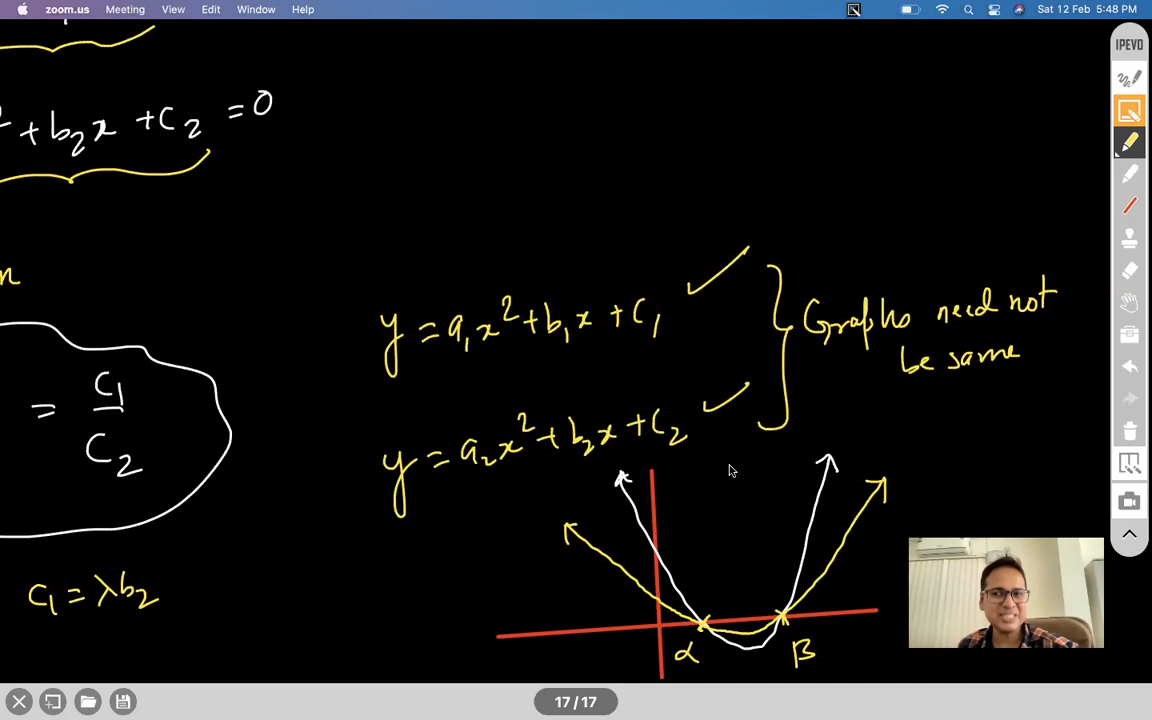 zoom.us Meeting View Edit Window Help Sat 12 Feb 5:48 PM
IPEVO
+ b₂x + c₂ = 0
y = a₁x² + b₁x + c₁
Graphs need not
be same
= c₁/c₂
y = a₂x² + b₂x + c₂
c₁ = λb₂
α β
17 / 17